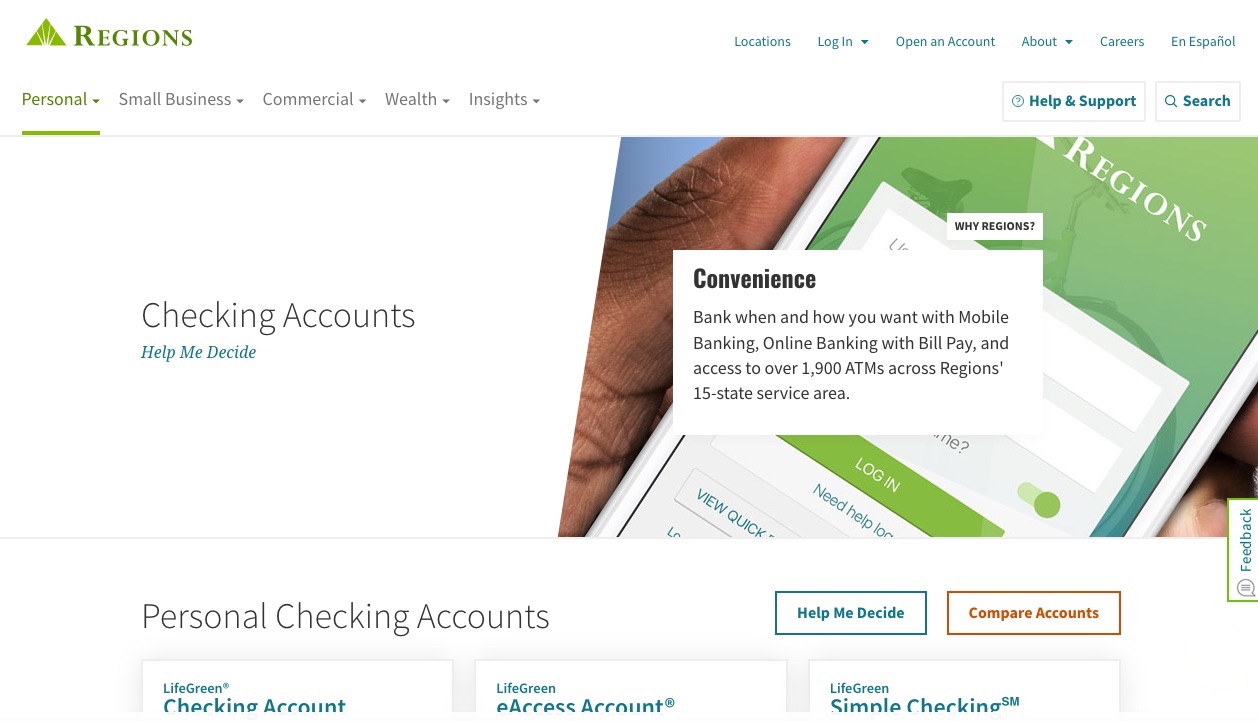 REGIONS
Locations Log In Open an Account About Careers En Español
Personal Small Business Commercial Wealth Insights
Help & Support Search
REGIONS
WHY REGIONS?
Convenience
Bank when and how you want with Mobile
Banking, Online Banking with Bill Pay, and
access to over 1,900 ATMs across Regions'
15-state service area.
Checking Accounts
Help Me Decide
LOG IN
Need help log
VIEW QUICK
Feedback
Personal Checking Accounts
Help Me Decide Compare Accounts
LifeGreen®
Checking Account
LifeGreen
eAccess Account®
LifeGreen
Simple Checking℠